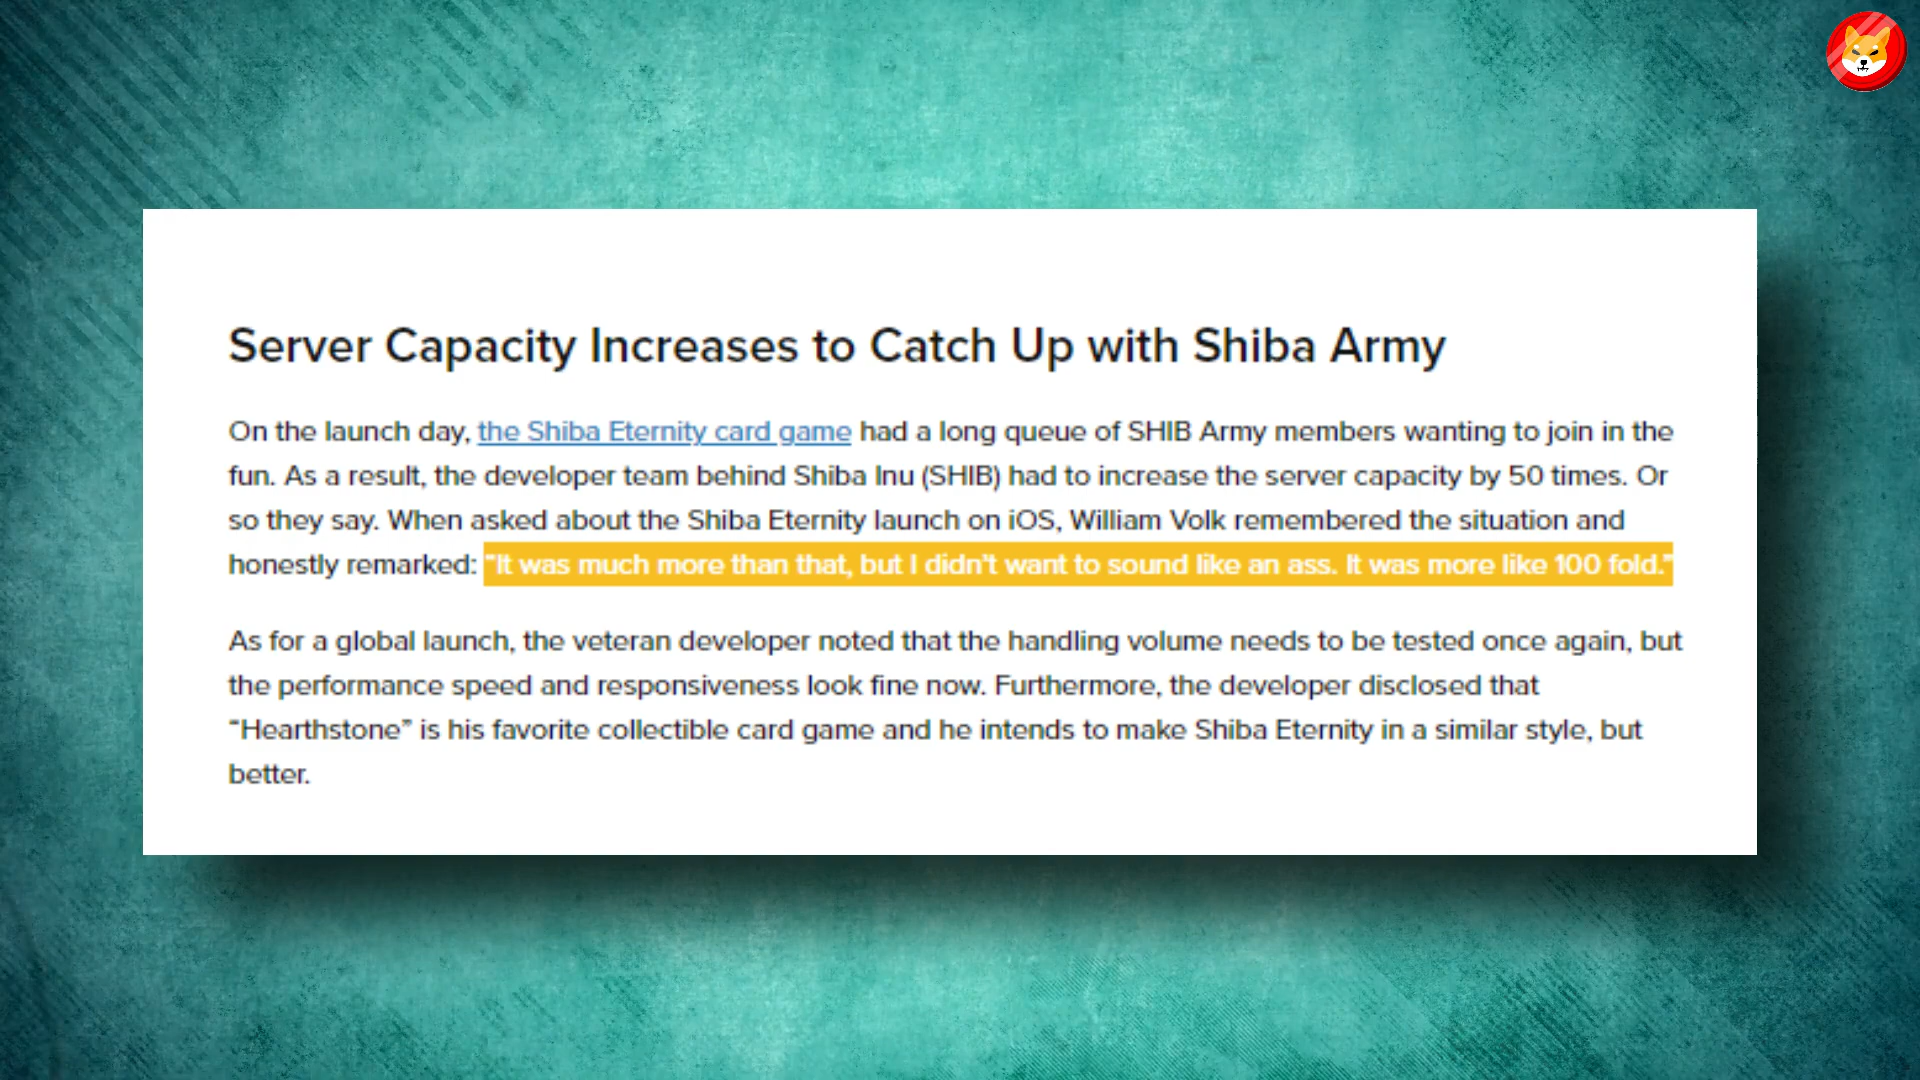 Server Capacity Increases to Catch Up with Shiba Army
On the launch day, the Shiba Eternity card game had a long queue of SHIB Army members wanting to join in the
fun. As a result, the developer team behind Shiba Inu (SHIB) had to increase the server capacity by 50 times. Or
so they say. When asked about the Shiba Eternity launch on iOS, William Volk remembered the situation and
honestly remarked: “It was much more than that, but I didn’t want to sound like an ass. It was more like 100 fold.”
As for a global launch, the veteran developer noted that the handling volume needs to be tested once again, but
the performance speed and responsiveness look fine now. Furthermore, the developer disclosed that
“Hearthstone” is his favorite collectible card game and he intends to make Shiba Eternity in a similar style, but
better.